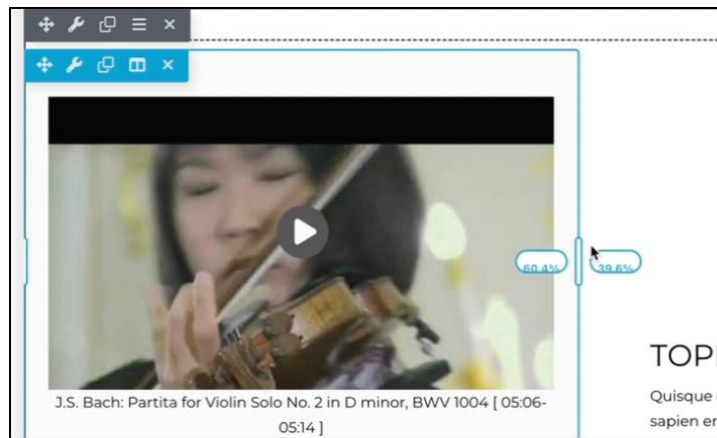 60.4%
39.6%
J.S. Bach: Partita for Violin Solo No. 2 in D minor, BWV 1004 [ 05:06-
05:14 ]
Quisque
sapien